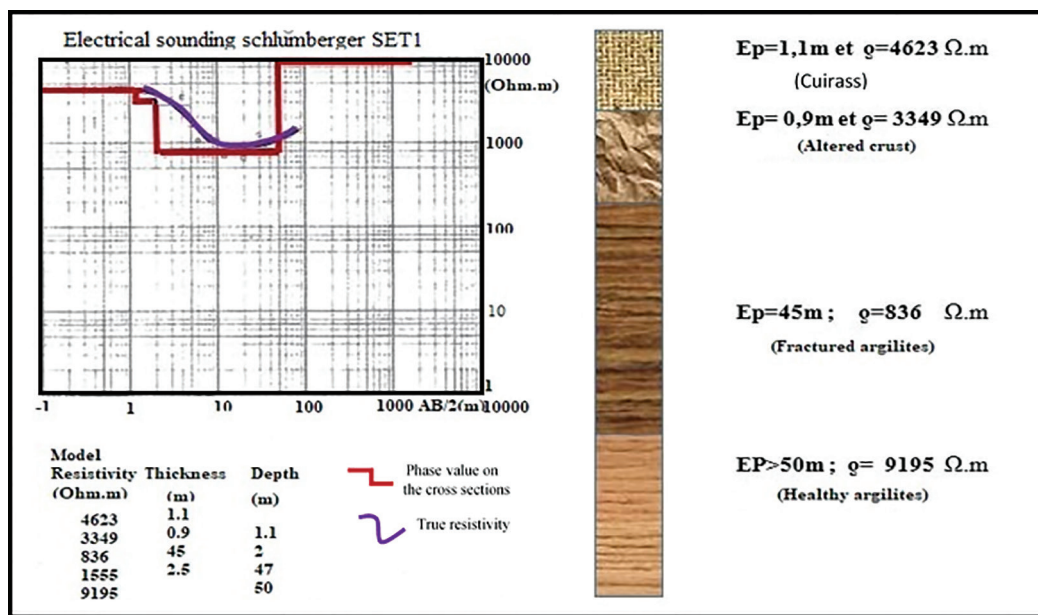 Electrical sounding schlumberger SET1
10000
(Ohm.m)
1000
100
10
1
-1 1 10 100 1000 AB/2(m) 10000
Model
Resistivity Thickness Depth
(Ohm.m) (m) (m)
4623 1.1
3349 0.9 1.1
836 45 2
1555 2.5 47
9195 50
Phase value on
the cross sections
True resistivity
Ep=1,1m et ϱ=4623 Ω.m
(Cuirass)
Ep= 0,9m et ϱ= 3349 Ω.m
(Altered crust)
Ep=45m ; ϱ=836 Ω.m
(Fractured argilites)
EP>50m ; ϱ= 9195 Ω.m
(Healthy argilites)